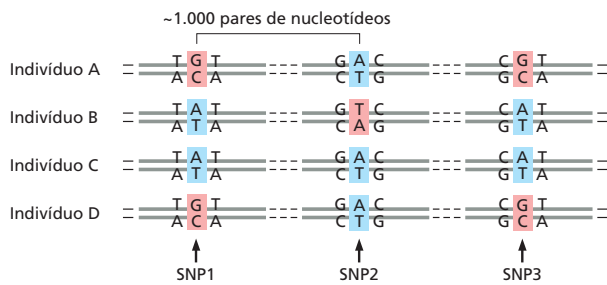 ~1.000 pares de nucleotídeos
T G T G A C C G T
Indivíduo A
A C A C T G G C A
T A T G T C C A T
Indivíduo B
A T A C A G G T A
T A T G A C C A T
Indivíduo C
A T A C T G G T A
T G T G A C C G T
Indivíduo D
A C A C T G G C A
SNP1 SNP2 SNP3